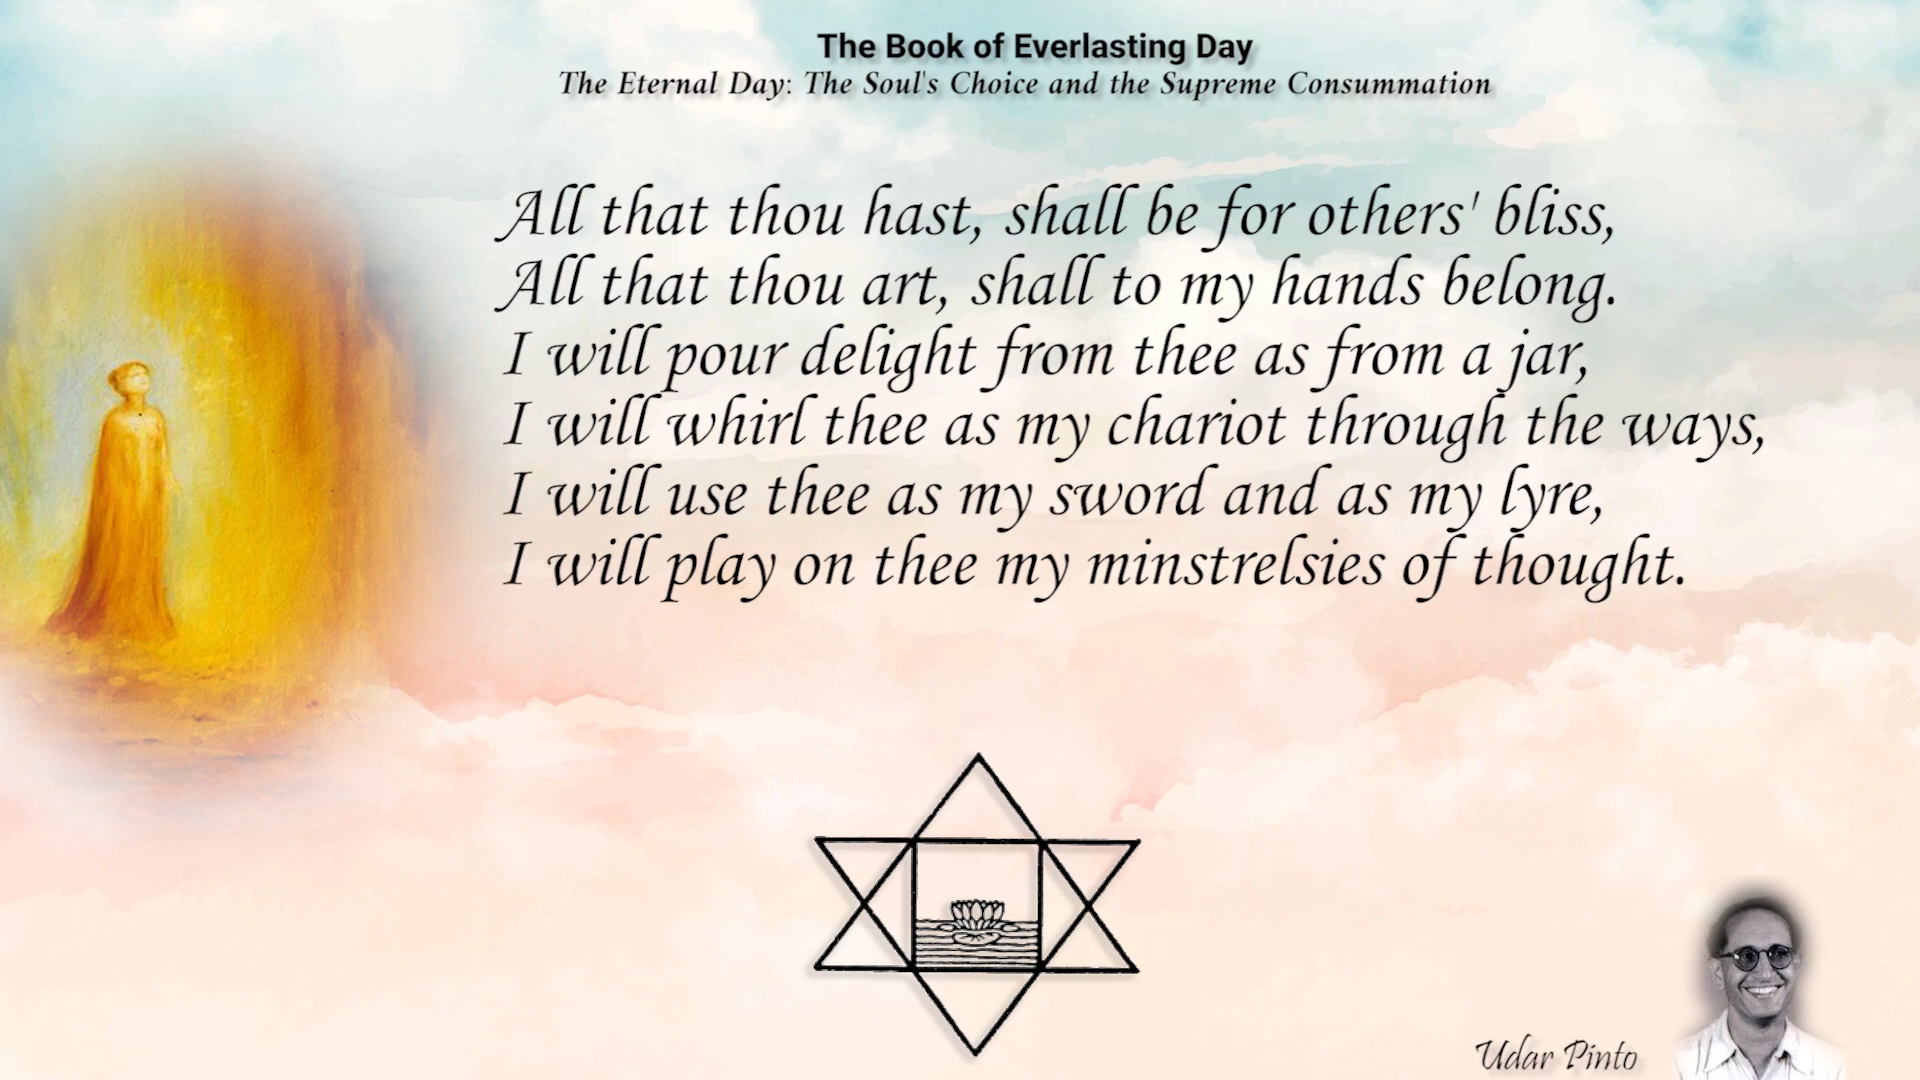 The Book of Everlasting Day
The Eternal Day: The Soul's Choice and the Supreme Consummation
All that thou hast, shall be for others' bliss,
All that thou art, shall to my hands belong.
I will pour delight from thee as from a jar,
I will whirl thee as my chariot through the ways,
I will use thee as my sword and as my lyre,
I will play on thee my minstrelsies of thought.
Udar Pinto